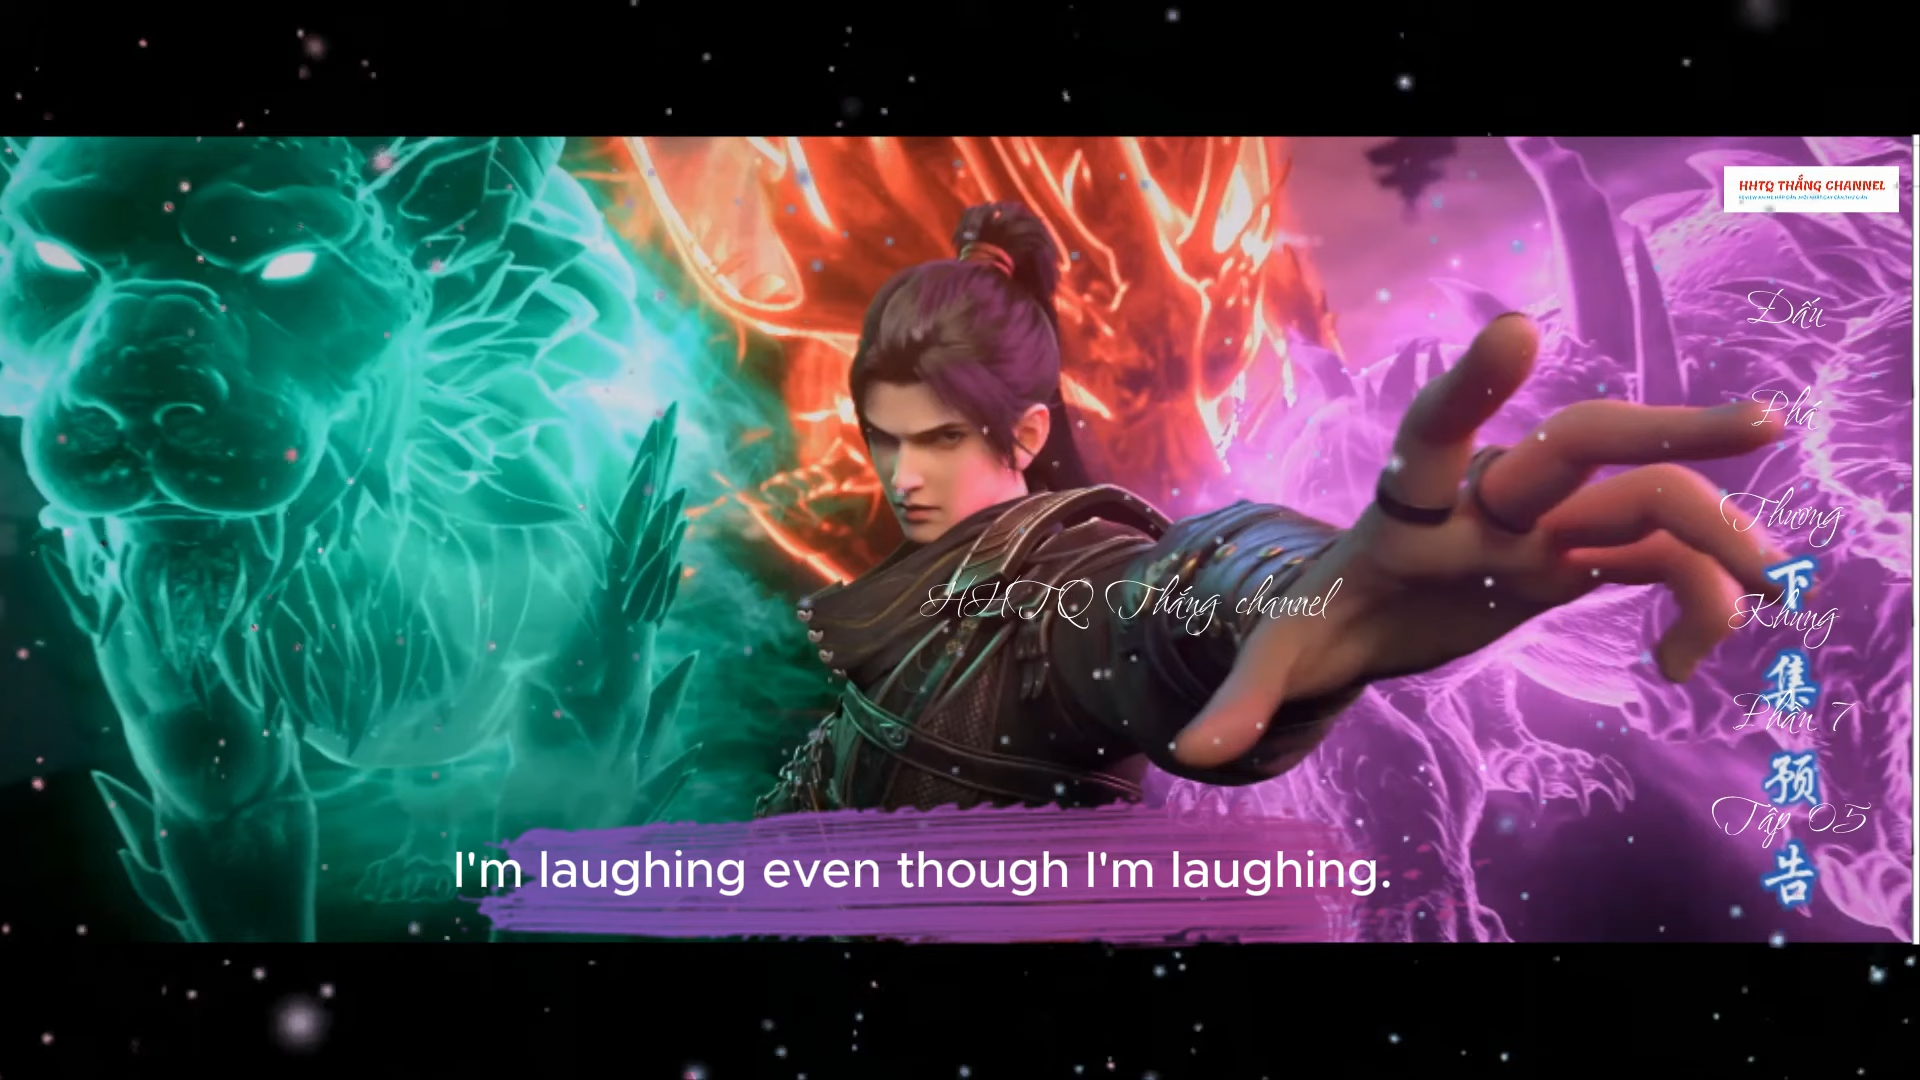 HHTQ THẮNG CHANNEL
Đấu
Phá
Thương
Khung
Phần 7
Tập 05
下集预告
HHTQ Thắng channel
I'm laughing even though I'm laughing.